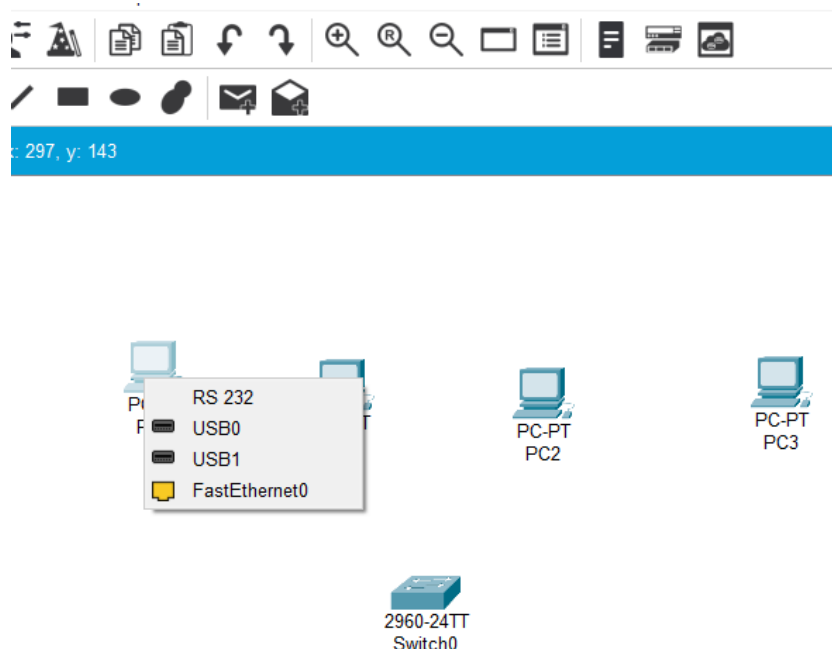 : 297, y: 143
RS 232
USB0
USB1
FastEthernet0
PC-PT
PC2
PC-PT
PC3
2960-24TT
Switch0